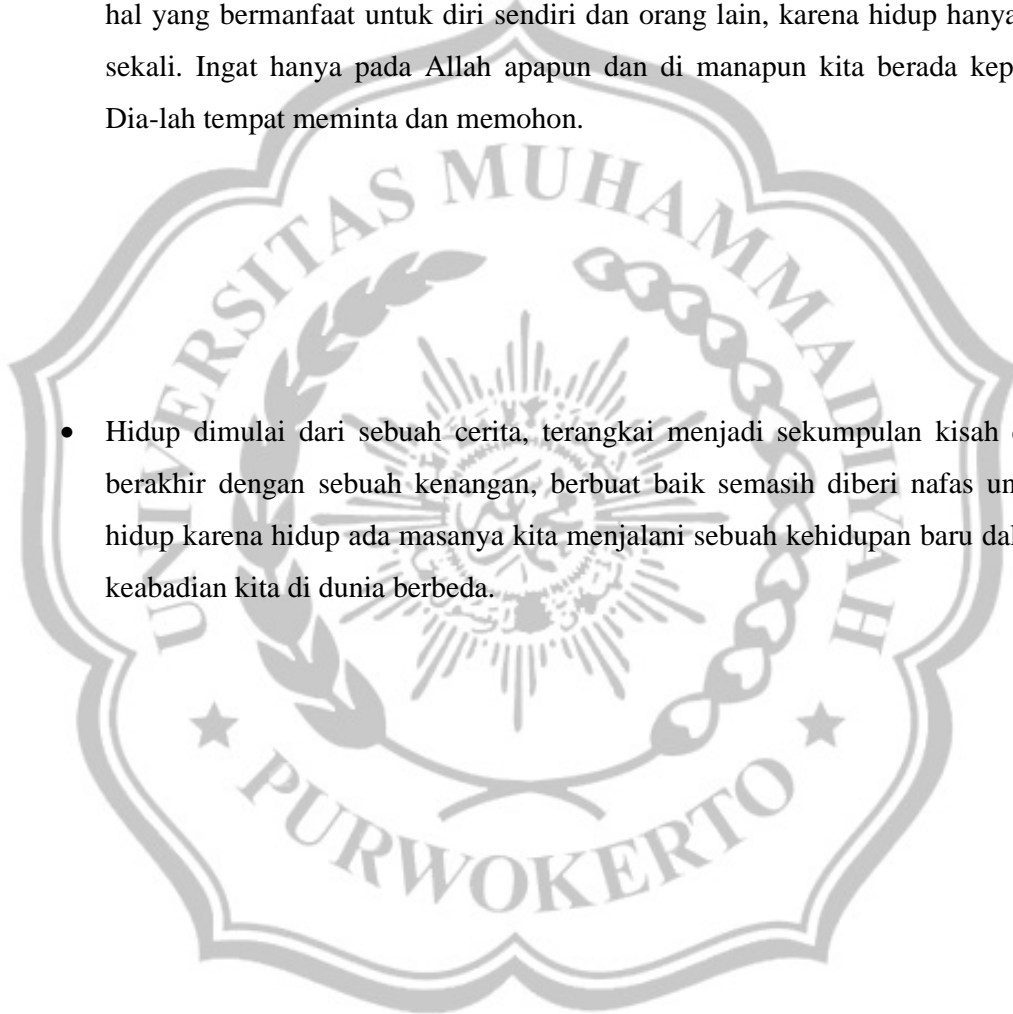 hal yang bermanfaat untuk diri sendiri dan orang lain, karena hidup hanya
sekali. Ingat hanya pada Allah apapun dan di manapun kita berada kep
Dia-lah tempat meminta dan memohon.
UNIVERSITAS MUHAMMADIYAH
• Hidup dimulai dari sebuah cerita, terangkai menjadi sekumpulan kisah
berakhir dengan sebuah kenangan, berbuat baik semasih diberi nafas un
hidup karena hidup ada masanya kita menjalani sebuah kehidupan baru dal
keabadian kita di dunia berbeda.
PURWOKERTO